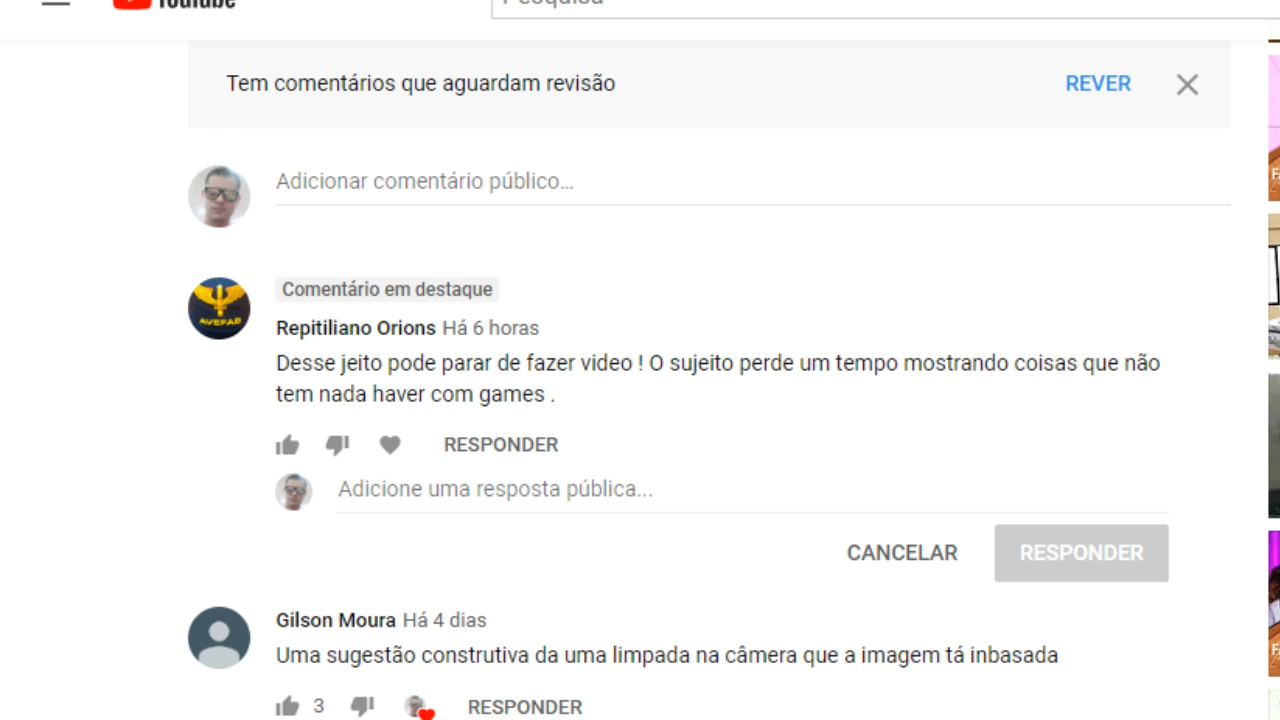 YouTube
Pesquisa
Tem comentários que aguardam revisão
REVER
Adicionar comentário público...
Comentário em destaque
AVEFAB
Repitiliano Orions Há 6 horas
Desse jeito pode parar de fazer video ! O sujeito perde um tempo mostrando coisas que não
tem nada haver com games .
RESPONDER
Adicione uma resposta pública...
CANCELAR
RESPONDER
Gilson Moura Há 4 dias
Uma sugestão construtiva da uma limpada na câmera que a imagem tá inbasada
3
RESPONDER